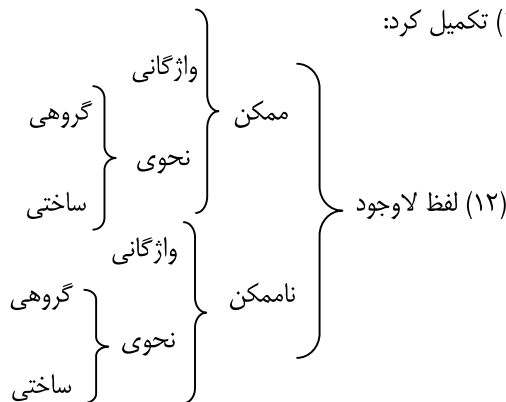 ) تکمیل کرد:
واژگانی
ممکن
گروهی
نحوی
ساختی
(۱۲) لفظ لاوجود
واژگانی
ناممکن
گروهی
نحوی
ساختی